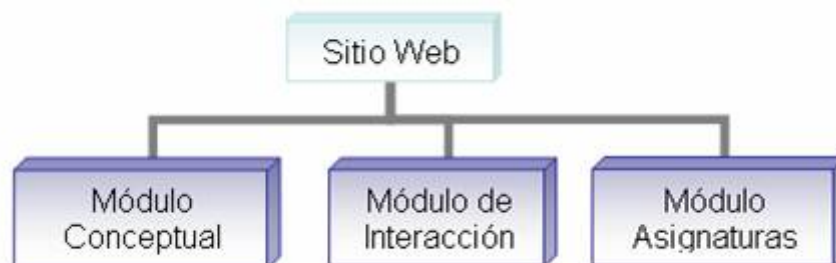 Sitio Web
Módulo
Conceptual
Módulo de
Interacción
Módulo
Asignaturas